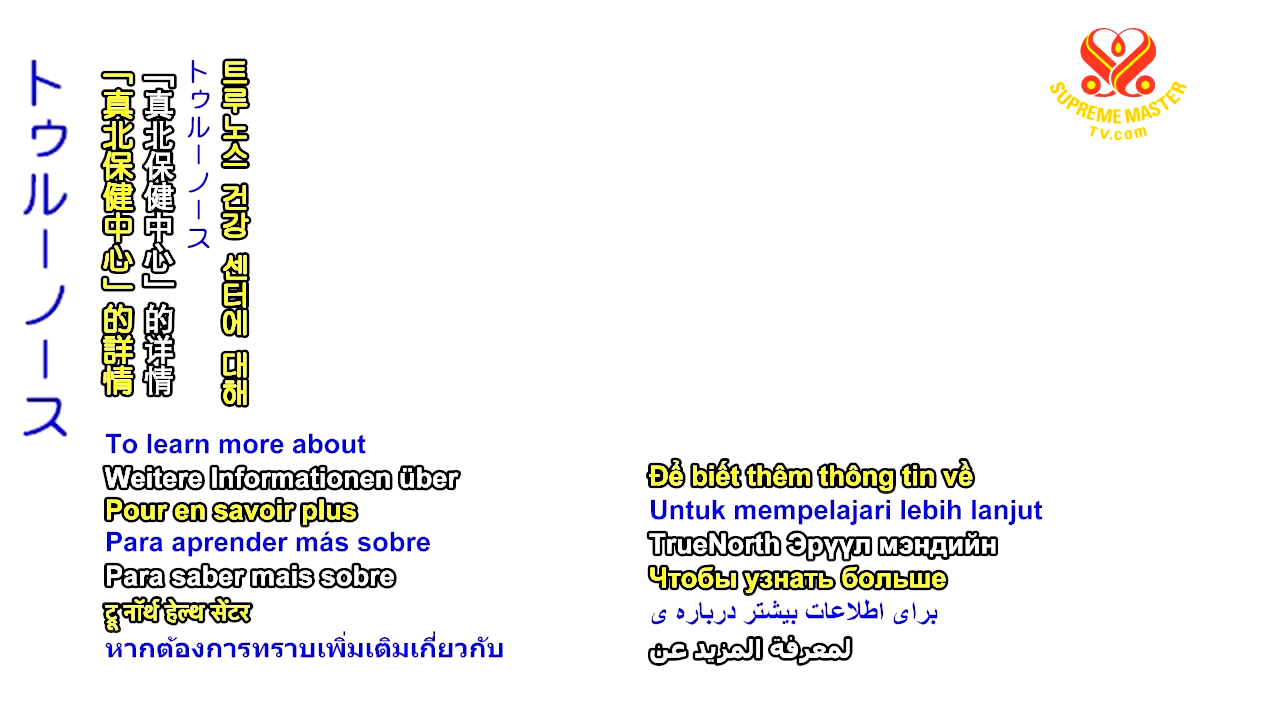 トゥルーノース
「真北保健中心」的詳情
「真北保健中心」的详情
トゥルーノース
트루노스 건강 센터에 대해
SUPREME MASTER
TV.com
To learn more about
Weitere Informationen über
Pour en savoir plus
Para aprender más sobre
Para saber mais sobre
ट्रू नॉर्थ हेल्थ सेंटर
หากต้องการทราบเพิ่มเติมเกี่ยวกับ
Để biết thêm thông tin về
Untuk mempelajari lebih lanjut
TrueNorth Эрүүл мэндийн
Чтобы узнать больше
برای اطلاعات بیشتر درباره ی
لمعرفة المزيد عن